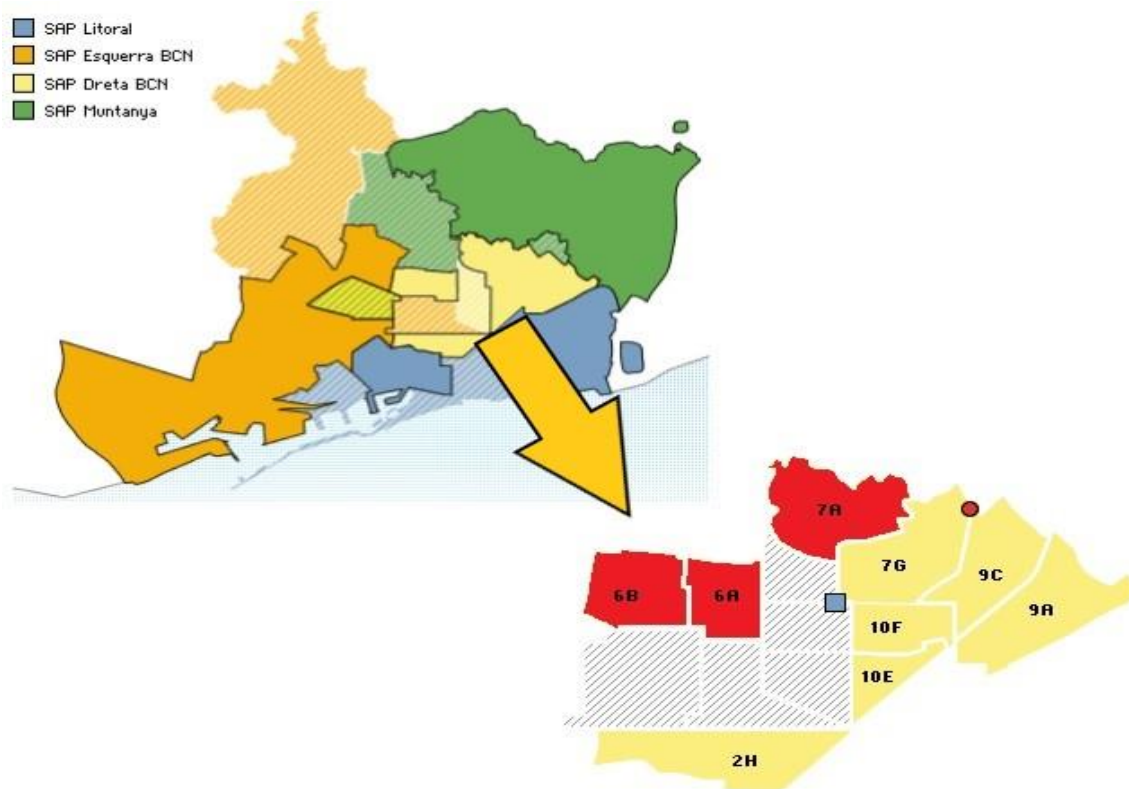 SAP Litoral
SAP Esquerra BCN
SAP Dreta BCN
SAP Muntanya
7A
7G
9C
6B
6A
9A
10F
10E
2H